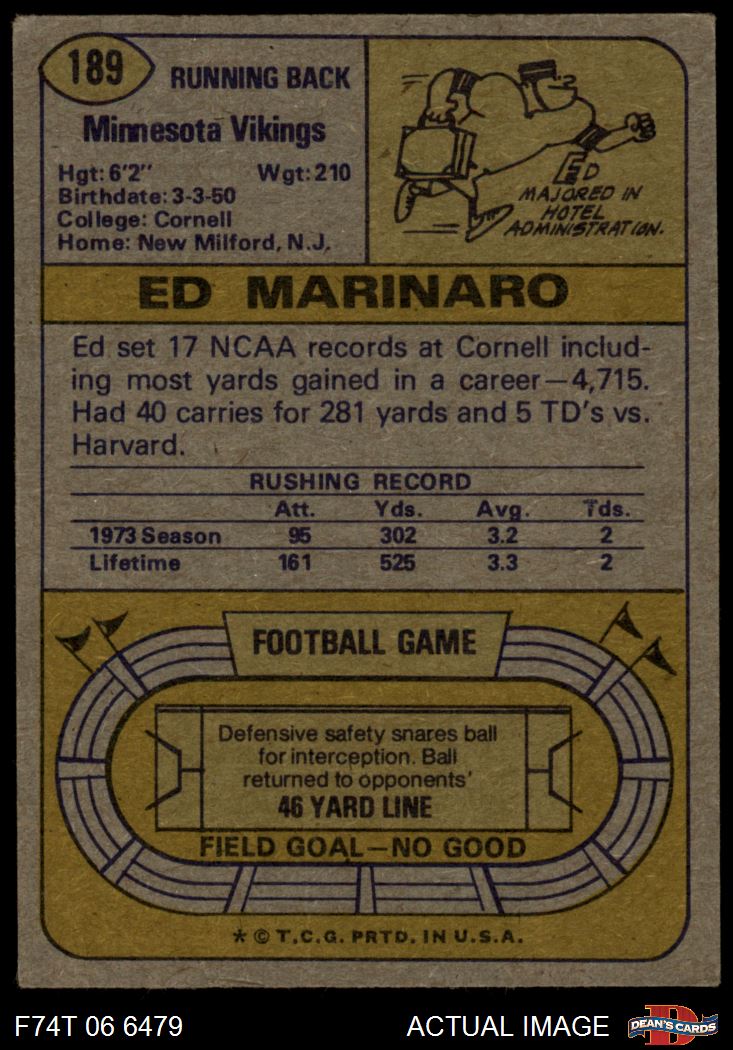 189
RUNNING BACK
Minnesota Vikings
Hgt: 6'2" Wgt: 210
Birthdate: 3-3-50
College: Cornell
Home: New Milford, N.J.
ED
MAJORED IN
HOTEL
ADMINISTRATION.
ED MARINARO
Ed set 17 NCAA records at Cornell includ-
ing most yards gained in a career—4,715.
Had 40 carries for 281 yards and 5 TD's vs.
Harvard.
RUSHING RECORD
Att. Yds. Avg. Tds.
1973 Season 95 302 3.2 2
Lifetime 161 525 3.3 2
FOOTBALL GAME
Defensive safety snares ball
for interception. Ball
returned to opponents'
46 YARD LINE
FIELD GOAL—NO GOOD
* © T.C.G. PRTD. IN U.S.A.
F74T 06 6479 ACTUAL IMAGE
D
DEAN'S CARDS